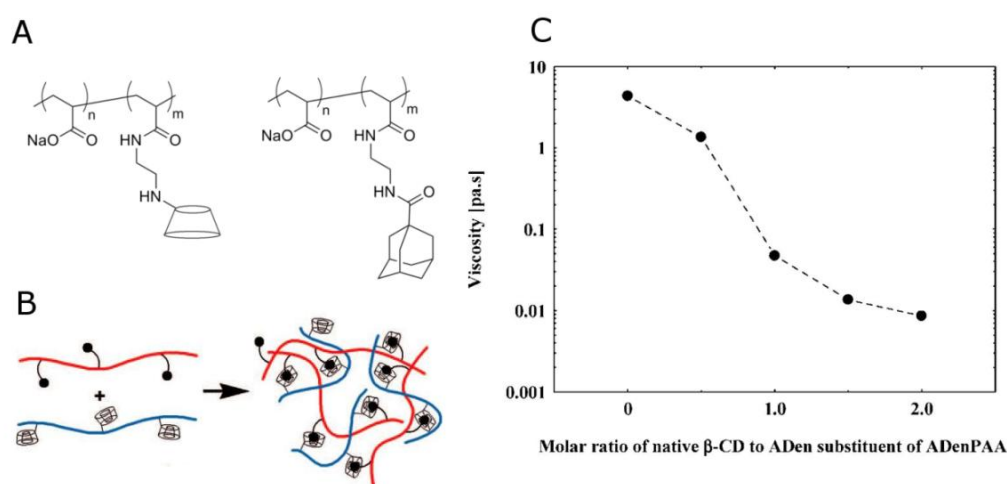 A
n
m
NaO
O
HN
O
HN
n
m
NaO
O
HN
O
HN
O
B
+
C
10
1
0.1
0.01
0.001
Viscosity |pa.s|
0
1.0
2.0
Molar ratio of native β-CD to ADen substituent of ADenPAA